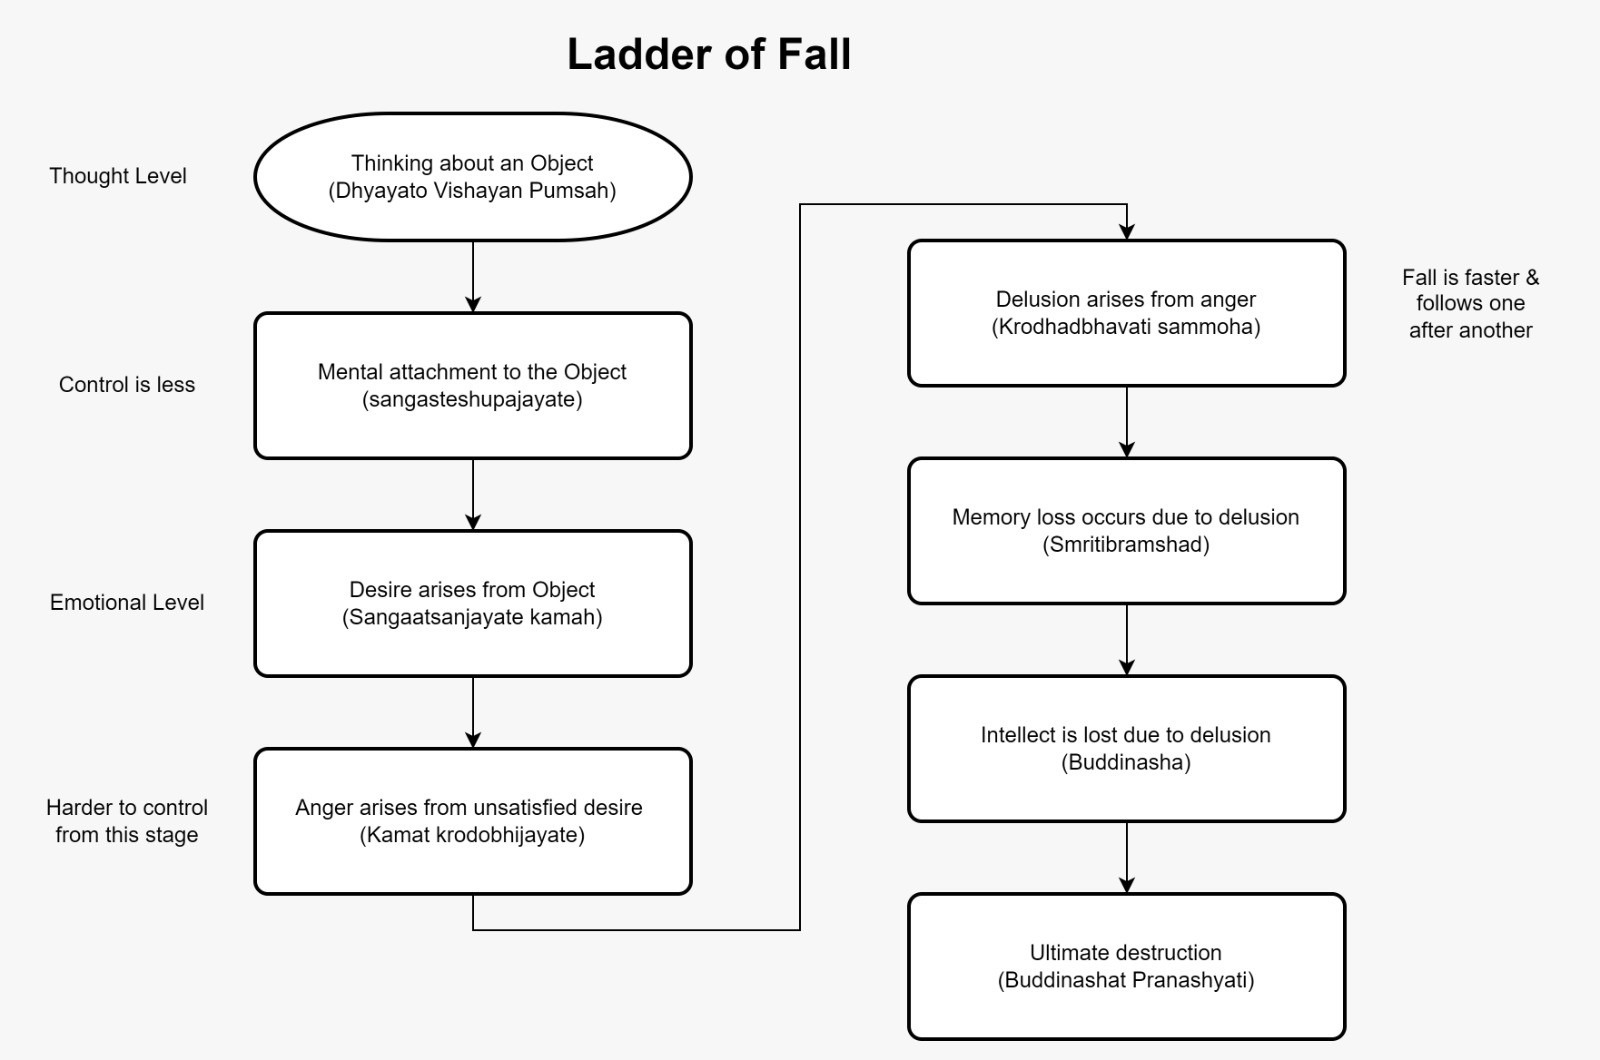 Ladder of Fall
Thought Level
Thinking about an Object
(Dhyayato Vishayan Pumsah)
Control is less
Mental attachment to the Object
(sangasteshupajayate)
Emotional Level
Desire arises from Object
(Sangaatsanjayate kamah)
Harder to control
from this stage
Anger arises from unsatisfied desire
(Kamat krodobhijayate)
Delusion arises from anger
(Krodhadbhavati sammoha)
Fall is faster &
follows one
after another
Memory loss occurs due to delusion
(Smritibramshad)
Intellect is lost due to delusion
(Buddinasha)
Ultimate destruction
(Buddinashat Pranashyati)